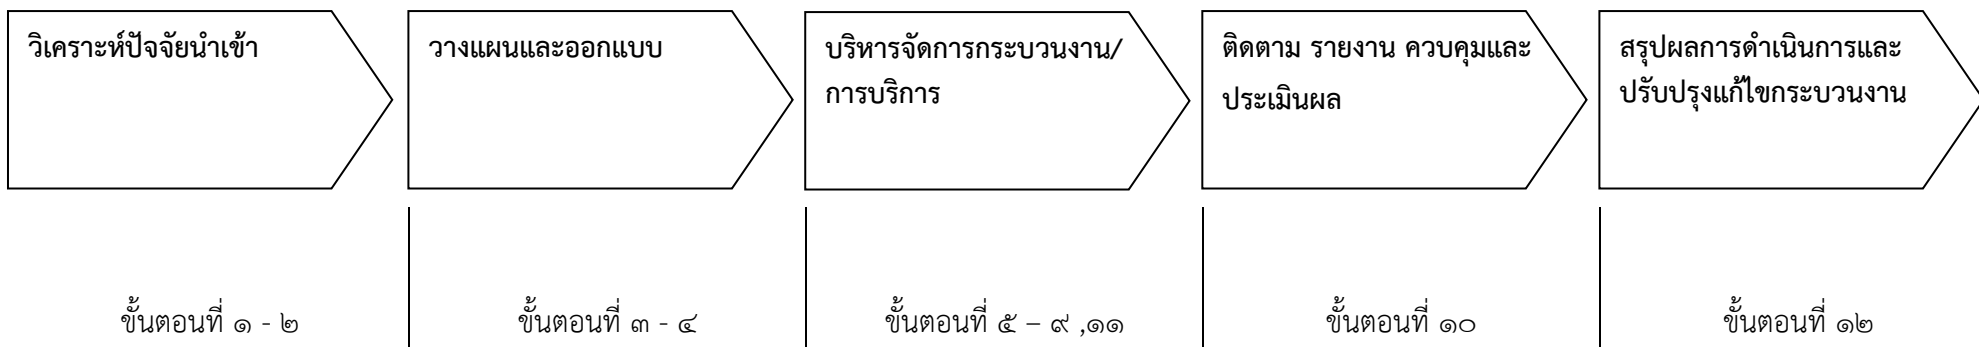 วิเคราะห์ปัจจัยนำเข้า
วางแผนและออกแบบ
บริหารจัดการกระบวนงาน/
การบริการ
ติดตาม รายงาน ควบคุมและ
ประเมินผล
สรุปผลการดำเนินการและ
ปรับปรุงแก้ไขกระบวนงาน
ขั้นตอนที่ ๑ - ๒
ขั้นตอนที่ ๓ - ๔
ขั้นตอนที่ ๕ – ๙ ,๑๑
ขั้นตอนที่ ๑๐
ขั้นตอนที่ ๑๒